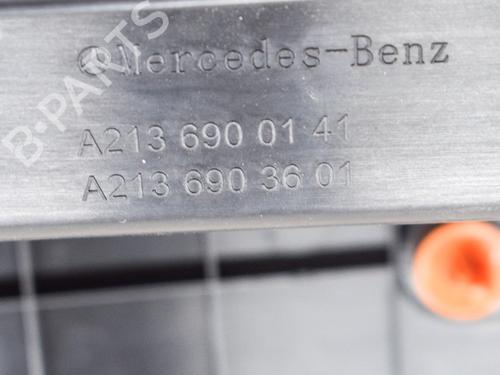 Mercedes-Benz
A213 690 01 41
A213 690 36 01
B-PARTS